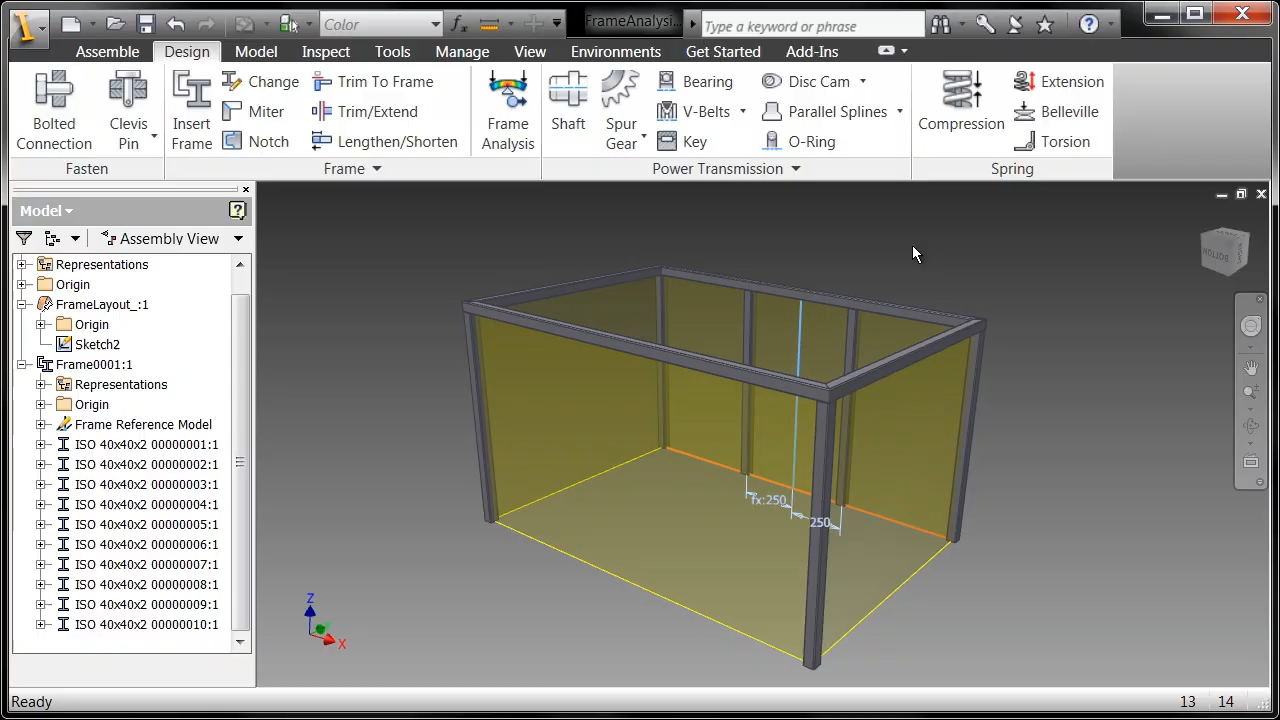 Color
FrameAnalysi...
Type a keyword or phrase
Assemble Design Model Inspect Tools Manage View Environments Get Started Add-Ins
Bolted Connection
Clevis Pin
Fasten
Insert Frame
Change
Miter
Notch
Trim To Frame
Trim/Extend
Lengthen/Shorten
Frame
Frame Analysis
Shaft
Spur Gear
Bearing
V-Belts
Key
Disc Cam
Parallel Splines
O-Ring
Power Transmission
Compression
Extension
Belleville
Torsion
Spring
Model
Assembly View
Representations
Origin
FrameLayout_:1
Origin
Sketch2
Frame0001:1
Representations
Origin
Frame Reference Model
ISO 40x40x2 00000001:1
ISO 40x40x2 00000002:1
ISO 40x40x2 00000003:1
ISO 40x40x2 00000004:1
ISO 40x40x2 00000005:1
ISO 40x40x2 00000006:1
ISO 40x40x2 00000007:1
ISO 40x40x2 00000008:1
ISO 40x40x2 00000009:1
ISO 40x40x2 00000010:1
fx:250
250
Z
X
BOTTOM
Ready
13 14